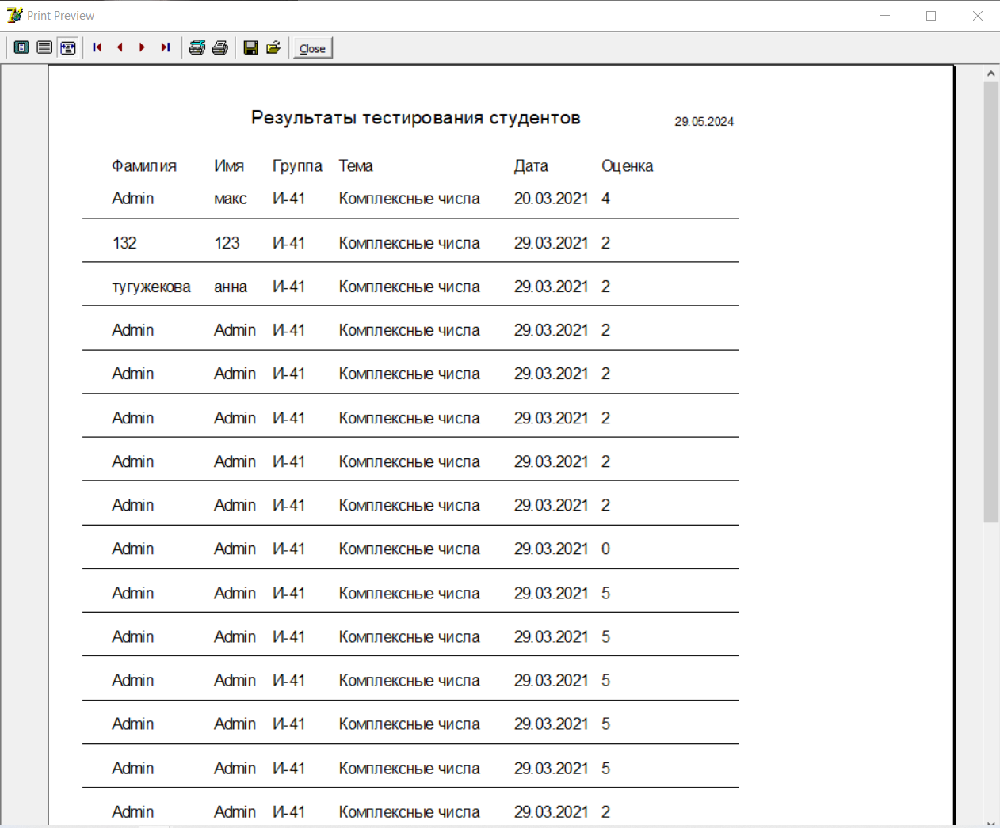 Print Preview
Close
Результаты тестирования студентов 29.05.2024
Фамилия Имя Группа Тема Дата Оценка
Admin макс И-41 Комплексные числа 20.03.2021 4
132 123 И-41 Комплексные числа 29.03.2021 2
тугужекова анна И-41 Комплексные числа 29.03.2021 2
Admin Admin И-41 Комплексные числа 29.03.2021 2
Admin Admin И-41 Комплексные числа 29.03.2021 2
Admin Admin И-41 Комплексные числа 29.03.2021 2
Admin Admin И-41 Комплексные числа 29.03.2021 2
Admin Admin И-41 Комплексные числа 29.03.2021 2
Admin Admin И-41 Комплексные числа 29.03.2021 0
Admin Admin И-41 Комплексные числа 29.03.2021 5
Admin Admin И-41 Комплексные числа 29.03.2021 5
Admin Admin И-41 Комплексные числа 29.03.2021 5
Admin Admin И-41 Комплексные числа 29.03.2021 5
Admin Admin И-41 Комплексные числа 29.03.2021 5
Admin Admin И-41 Комплексные числа 29.03.2021 2